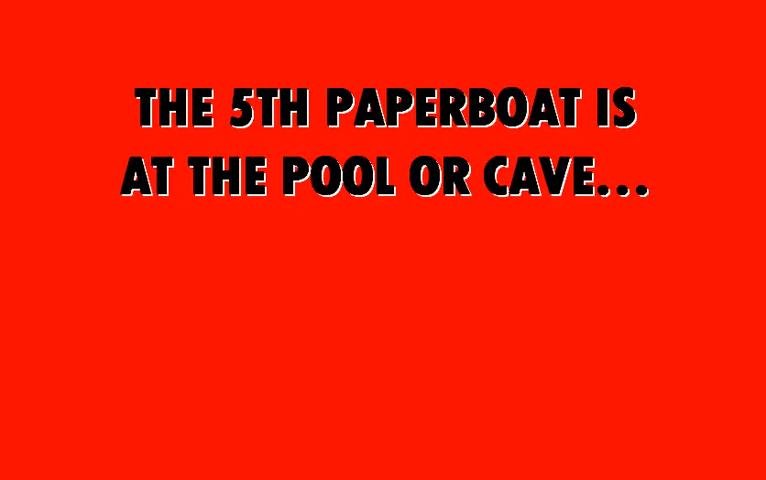 THE 5TH PAPERBOAT IS
AT THE POOL OR CAVE...